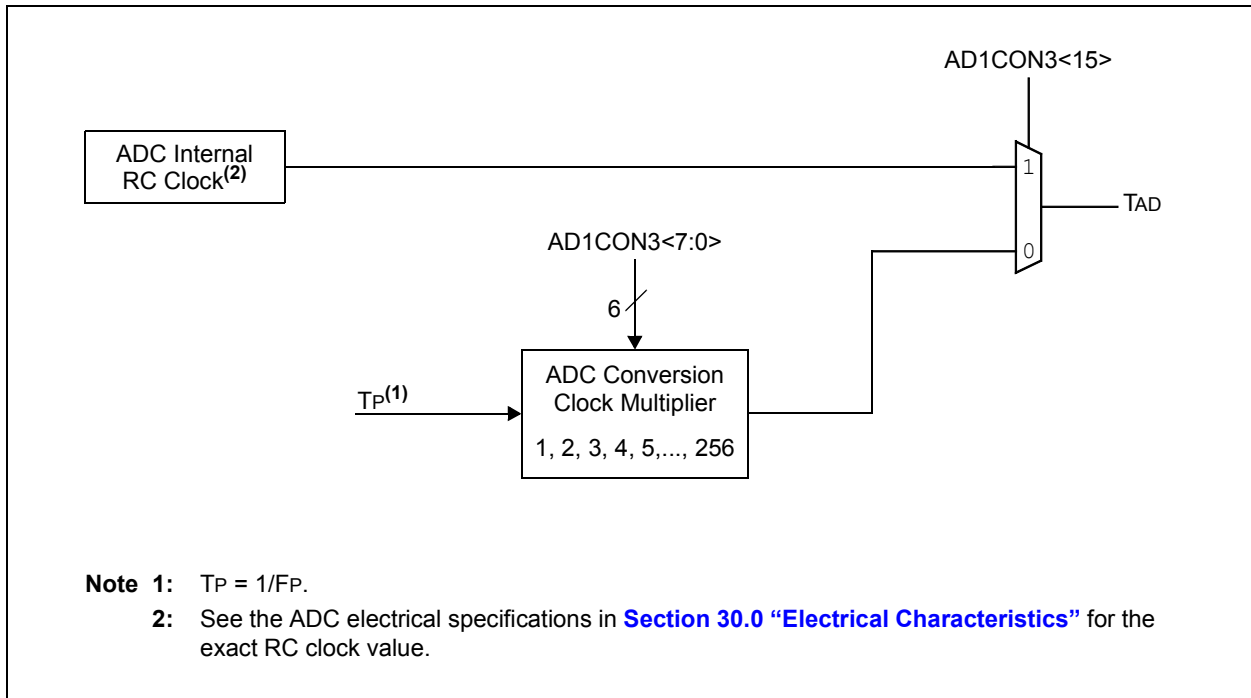 AD1CON3<15>
ADC Internal
RC Clock(2)
1
TAD
AD1CON3<7:0>
0
6
ADC Conversion
Clock Multiplier
TP(1)
1, 2, 3, 4, 5,..., 256
Note 1: TP = 1/FP.
2: See the ADC electrical specifications in Section 30.0 “Electrical Characteristics” for the
exact RC clock value.